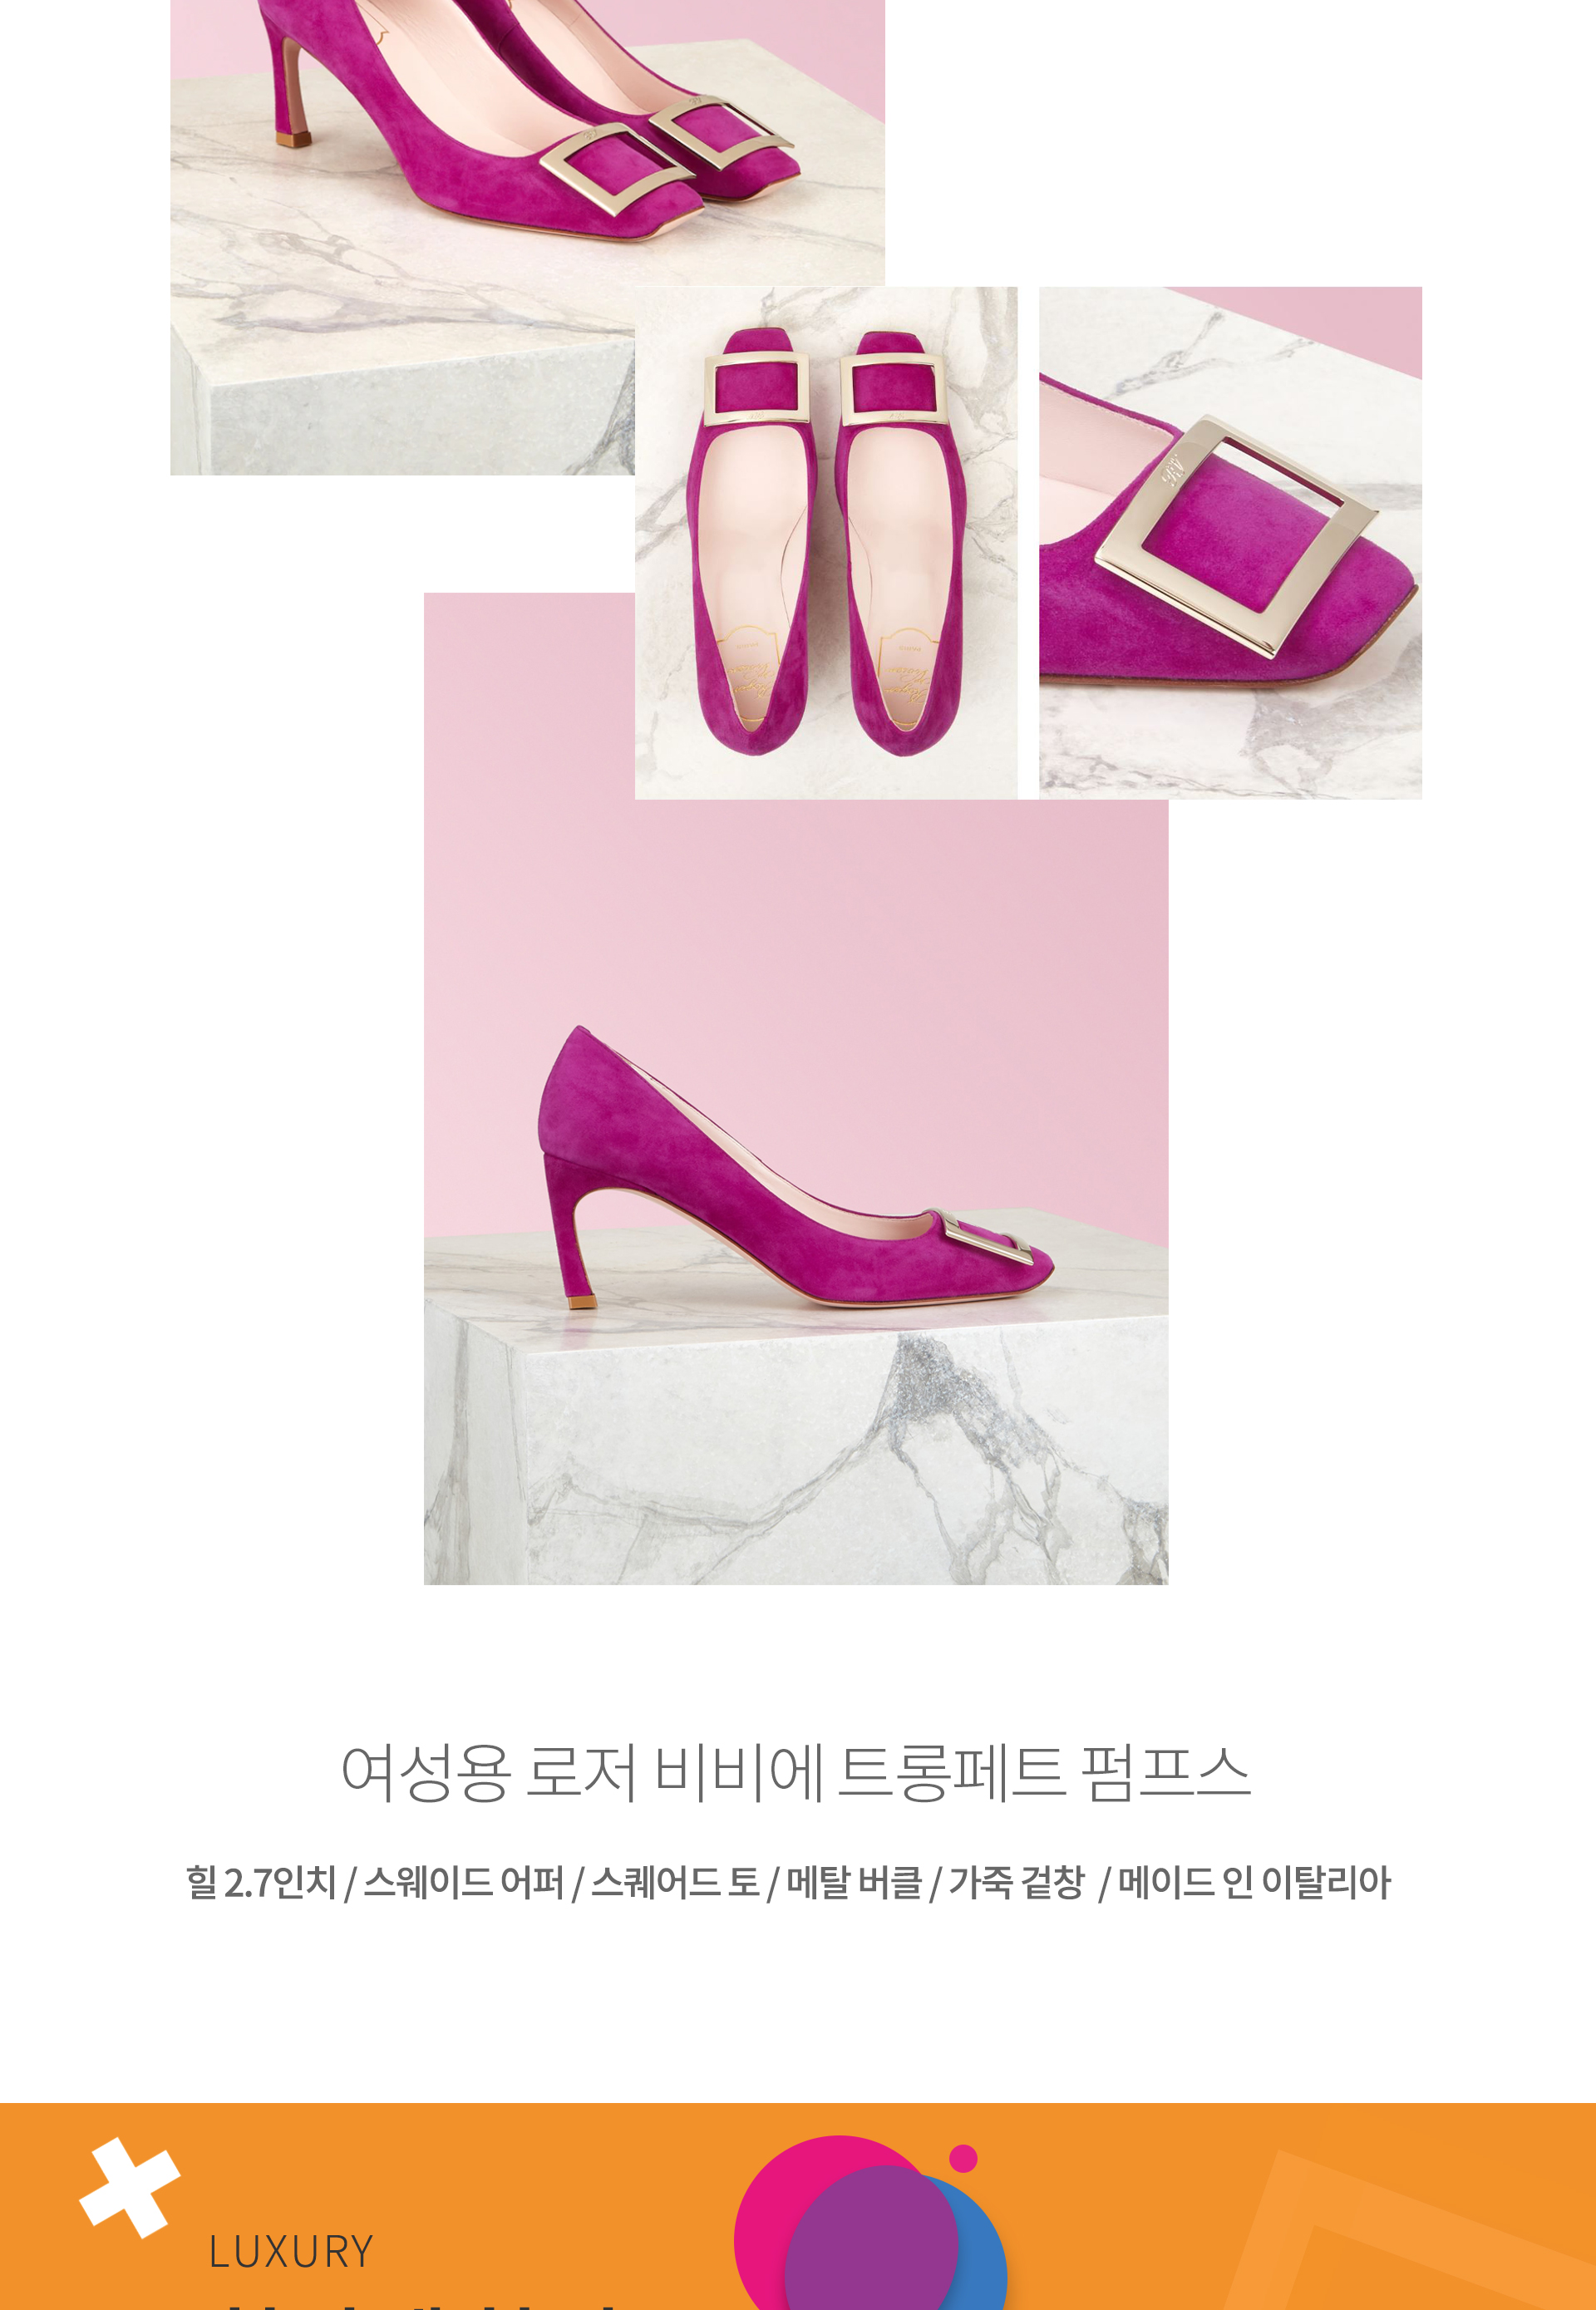 여성용 로저 비비에 트롱페트 펌프스
힐 2.7인치 / 스웨이드 어퍼 / 스퀘어드 토 / 메탈 버클 / 가죽 겉창 / 메이드 인 이탈리아
LUXURY